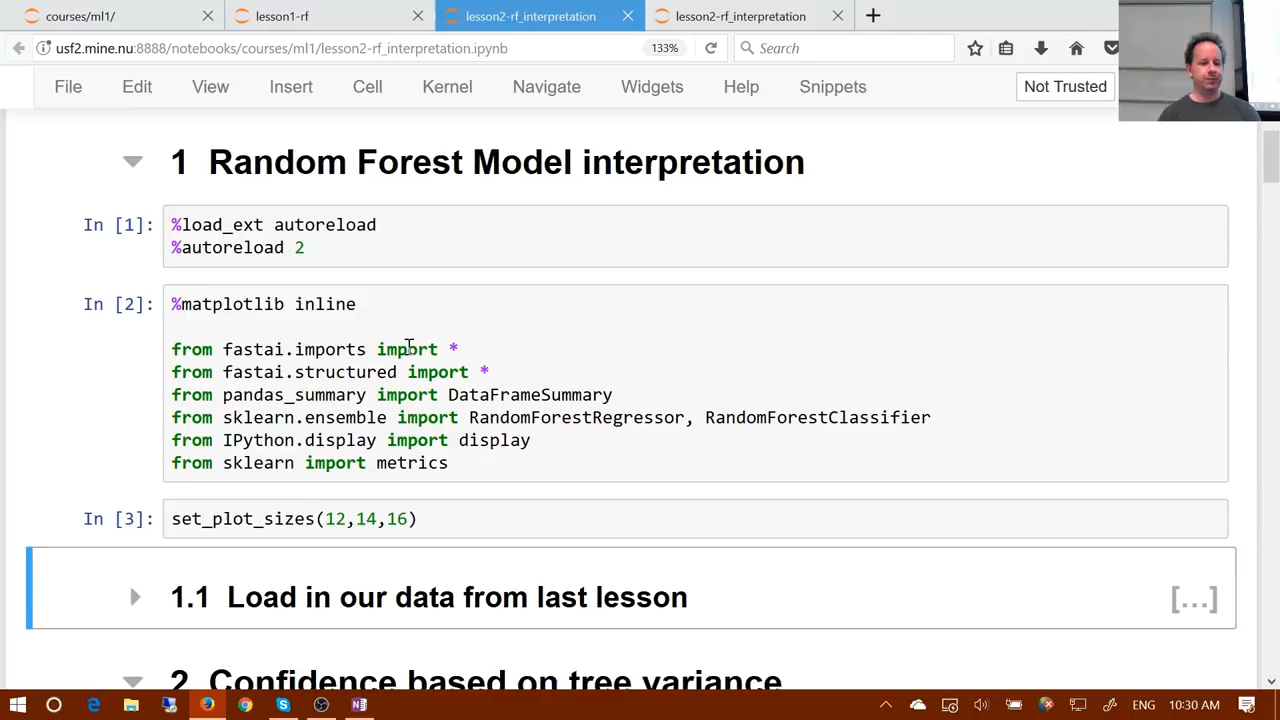 courses/ml1/
lesson1-rf
lesson2-rf_interpretation
lesson2-rf_interpretation
usf2.mine.nu:8888/notebooks/courses/ml1/lesson2-rf_interpretation.ipynb
133%
Search
File
Edit
View
Insert
Cell
Kernel
Navigate
Widgets
Help
Snippets
Not Trusted
1 Random Forest Model interpretation
In [1]:
%load_ext autoreload
%autoreload 2
In [2]:
%matplotlib inline
from fastai.imports import *
from fastai.structured import *
from pandas_summary import DataFrameSummary
from sklearn.ensemble import RandomForestRegressor, RandomForestClassifier
from IPython.display import display
from sklearn import metrics
In [3]:
set_plot_sizes(12,14,16)
1.1 Load in our data from last lesson
[...]
2 Confidence based on tree variance
ENG
10:30 AM